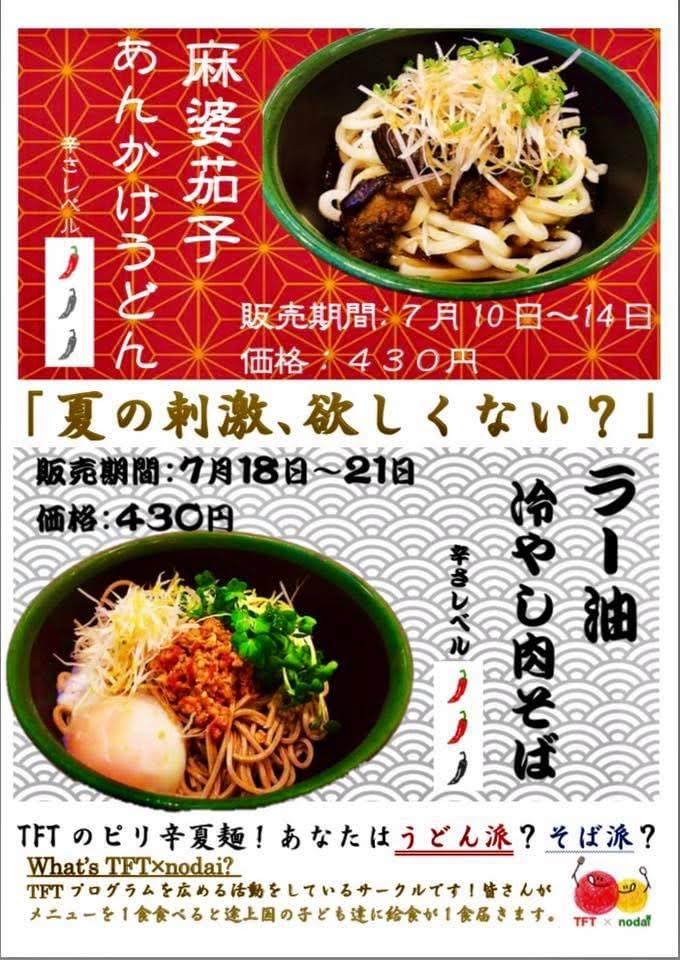 麻婆茄子
あんかけうどん
辛さレベル
販売期間:7月10日～14日
価格:430円
「夏の刺激、欲しくない?」
販売期間:7月18日～21日
価格:430円
ラー油
冷やし肉そば
辛さレベル
TFTのピリ辛夏麺!あなたはうどん派?そば派?
What's TFT×nodai?
TFTプログラムを広める活動をしているサークルです!皆さんが
メニューを1食食べると途上国の子ども達に給食が1食届きます。
TFT × nodai